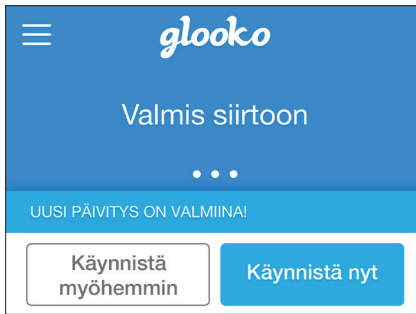 glooko
Valmis siirtoon
UUSI PÄIVITYS ON VALMIINA!
Käynnistä
myöhemmin
Käynnistä nyt